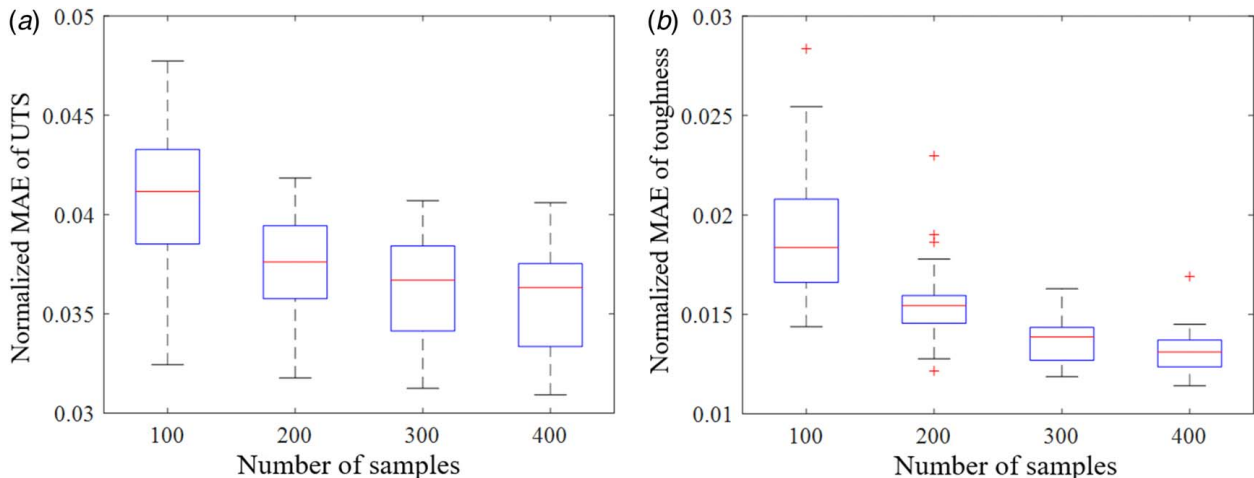 (a)
Normalized MAE of UTS
0.05
0.045
0.04
0.035
0.03
100 200 300 400
Number of samples
(b)
Normalized MAE of toughness
0.03
0.025
0.02
0.015
0.01
100 200 300 400
Number of samples